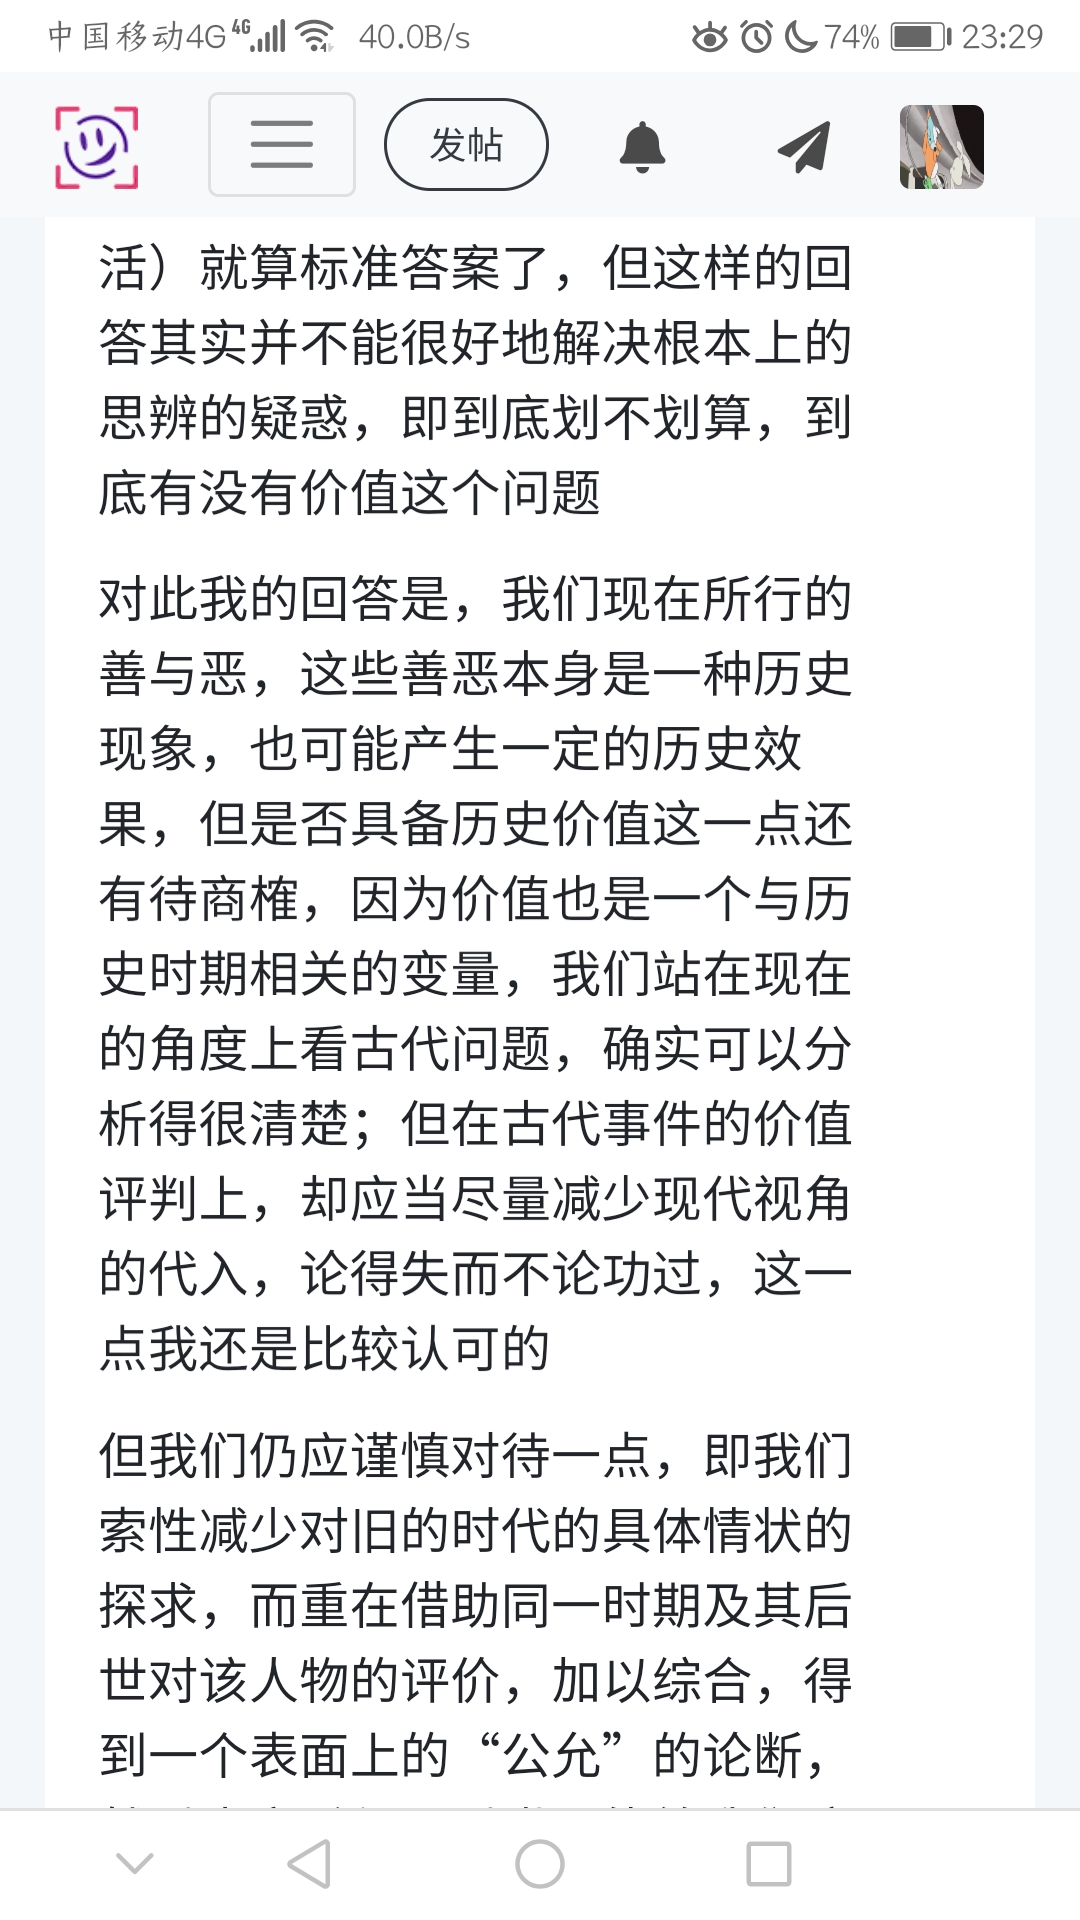 中国移动4G 4G 40.0B/s 74% 23:29
发帖
活）就算标准答案了，但这样的回
答其实并不能很好地解决根本上的
思辨的疑惑，即到底划不划算，到
底有没有价值这个问题
对此我的回答是，我们现在所行的
善与恶，这些善恶本身是一种历史
现象，也可能产生一定的历史效
果，但是否具备历史价值这一点还
有待商榷，因为价值也是一个与历
史时期相关的变量，我们站在现在
的角度上看古代问题，确实可以分
析得很清楚；但在古代事件的价值
评判上，却应当尽量减少现代视角
的代入，论得失而不论功过，这一
点我还是比较认可的
但我们仍应谨慎对待一点，即我们
索性减少对旧的时代的具体情状的
探求，而重在借助同一时期及其后
世对该人物的评价，加以综合，得
到一个表面上的“公允”的论断，